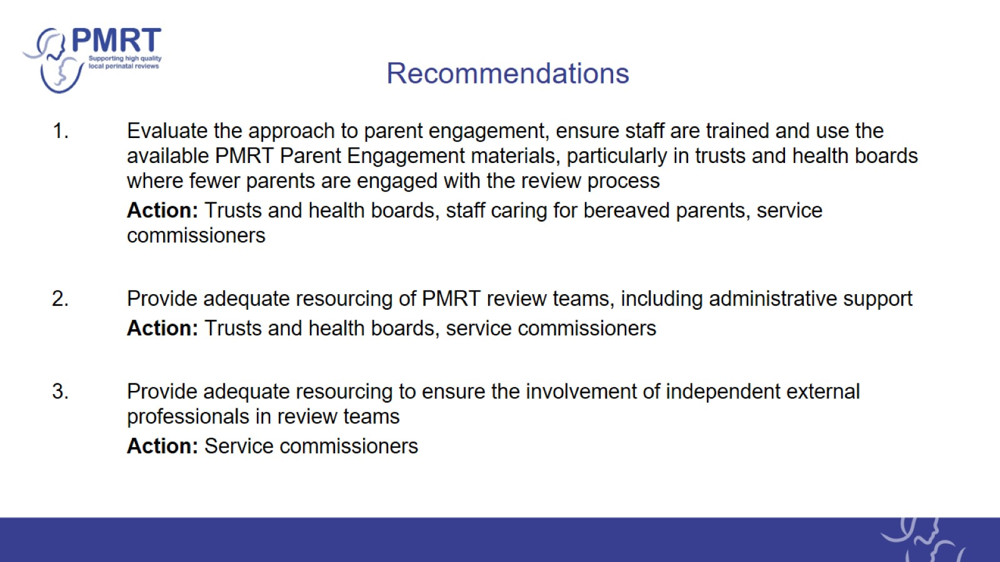 PMRT
Supporting high quality
local perinatal reviews
Recommendations
1. Evaluate the approach to parent engagement, ensure staff are trained and use the
available PMRT Parent Engagement materials, particularly in trusts and health boards
where fewer parents are engaged with the review process
Action: Trusts and health boards, staff caring for bereaved parents, service
commissioners
2. Provide adequate resourcing of PMRT review teams, including administrative support
Action: Trusts and health boards, service commissioners
3. Provide adequate resourcing to ensure the involvement of independent external
professionals in review teams
Action: Service commissioners